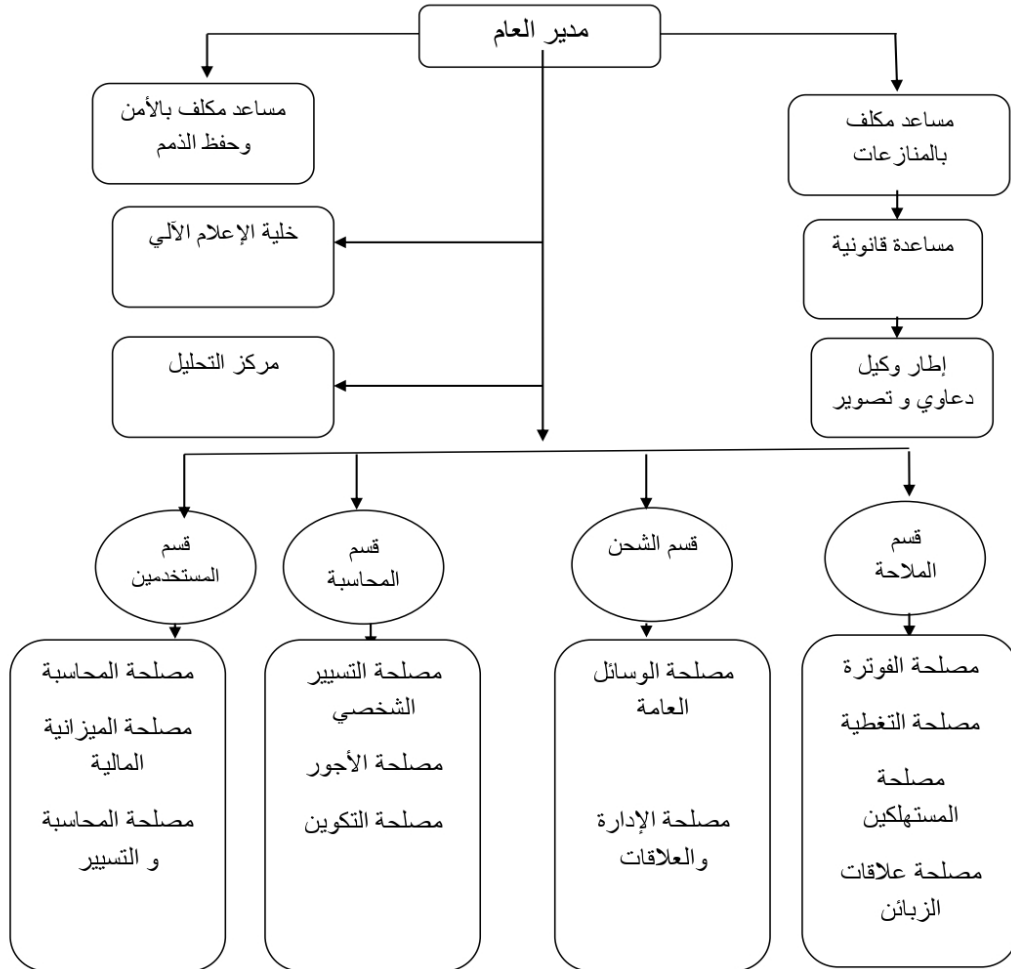 مدير العام
مساعد مكلف
بالمنازعات
مساعد مكلف بالأمن
وحفظ الذمم
مساعدة قانونية
خلية الإعلام الآلي
إطار وكيل
دعاوي و تصوير
مركز التحليل
قسم
الملاحة
قسم الشحن
قسم
المحاسبة
قسم
المستخدمين
مصلحة الفوترة
مصلحة التغطية
مصلحة
المستهلكين
مصلحة علاقات
الزبائن
مصلحة الوسائل
العامة
مصلحة الإدارة
والعلاقات
مصلحة التسيير
الشخصي
مصلحة الأجور
مصلحة التكوين
مصلحة المحاسبة
مصلحة الميزانية
المالية
مصلحة المحاسبة
و التسيير